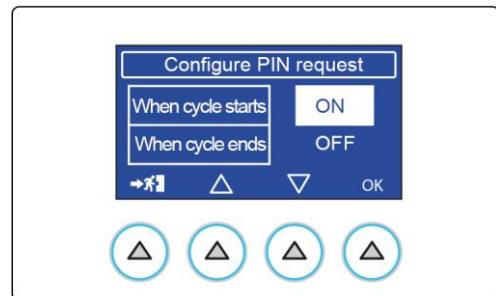 Configure PIN request
When cycle starts ON
When cycle ends OFF
OK